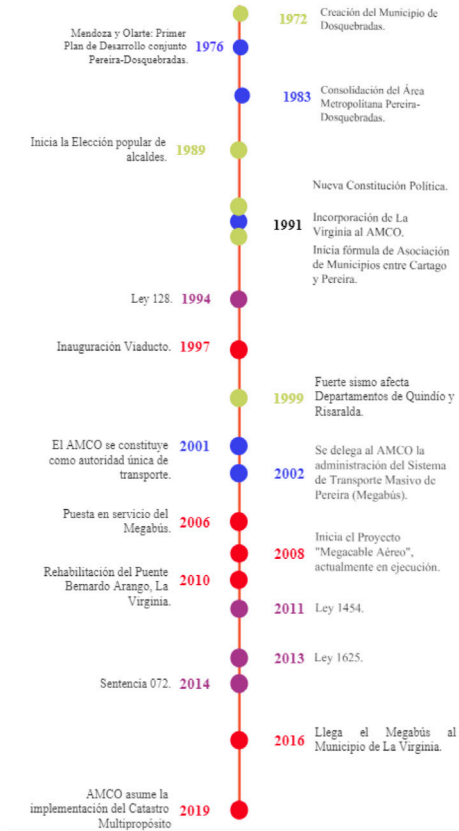 1972
Creación del Municipio de
Dosquebradas.
Mendoza y Olarte: Primer
Plan de Desarrollo conjunto
Pereira-Dosquebradas.
1976
1983
Consolidación del Área
Metropolitana Pereira-
Dosquebradas.
Inicia la Elección popular de
alcaldes.
1989
Nueva Constitución Política.
1991
Incorporación de La
Virginia al AMCO.
Inicia fórmula de Asociación
de Municipios entre Cartago
y Pereira.
Ley 128.
1994
Inauguración Viaducto.
1997
1999
Fuerte sismo afecta
Departamentos de Quindío y
Risaralda.
El AMCO se constituye
como autoridad única de
transporte.
2001
2002
Se delega al AMCO la
administración del Sistema
de Transporte Masivo de
Pereira (Megabús).
Puesta en servicio del
Megabús.
2006
2008
Inicia el Proyecto
"Megacable Aéreo",
actualmente en ejecución.
Rehabilitación del Puente
Bernardo Arango, La
Virginia.
2010
2011
Ley 1454.
2013
Ley 1625.
Sentencia 072.
2014
2016
Llega el Megabús al
Municipio de La Virginia.
AMCO asume la
implementación del Catastro
Multipropósito
2019